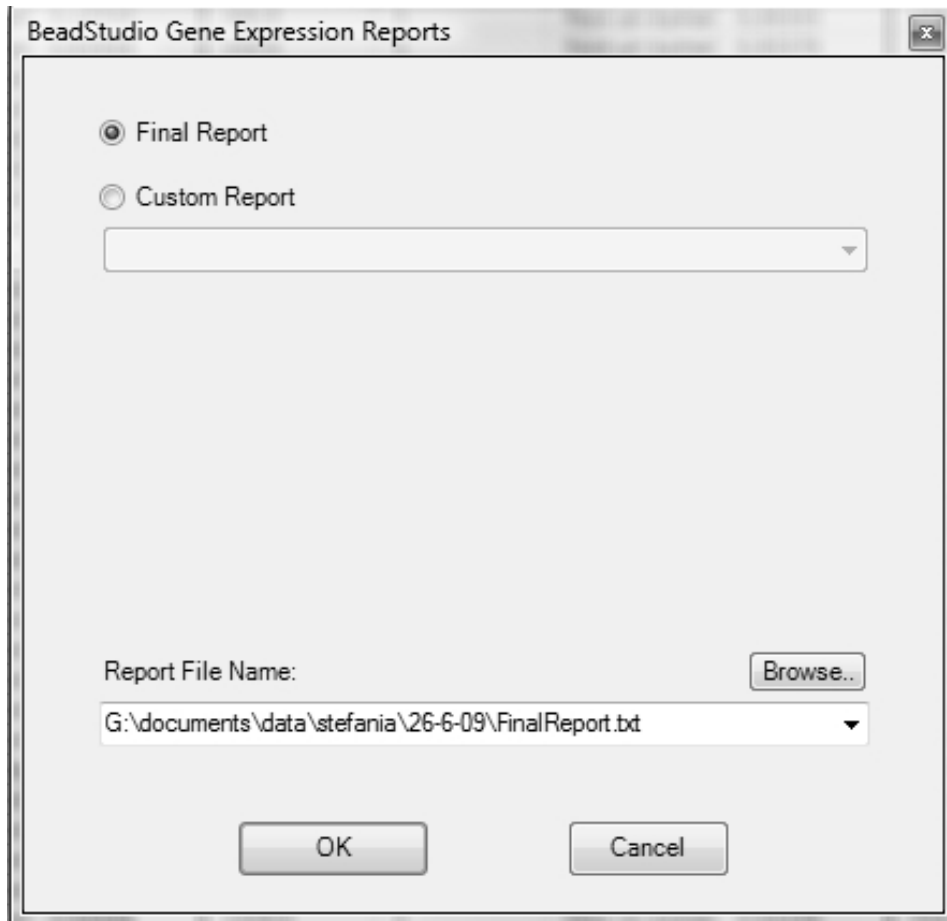 BeadStudio Gene Expression Reports
Final Report
Custom Report
Report File Name:
Browse..
G:\documents\data\stefania\26-6-09\FinalReport.txt
OK
Cancel